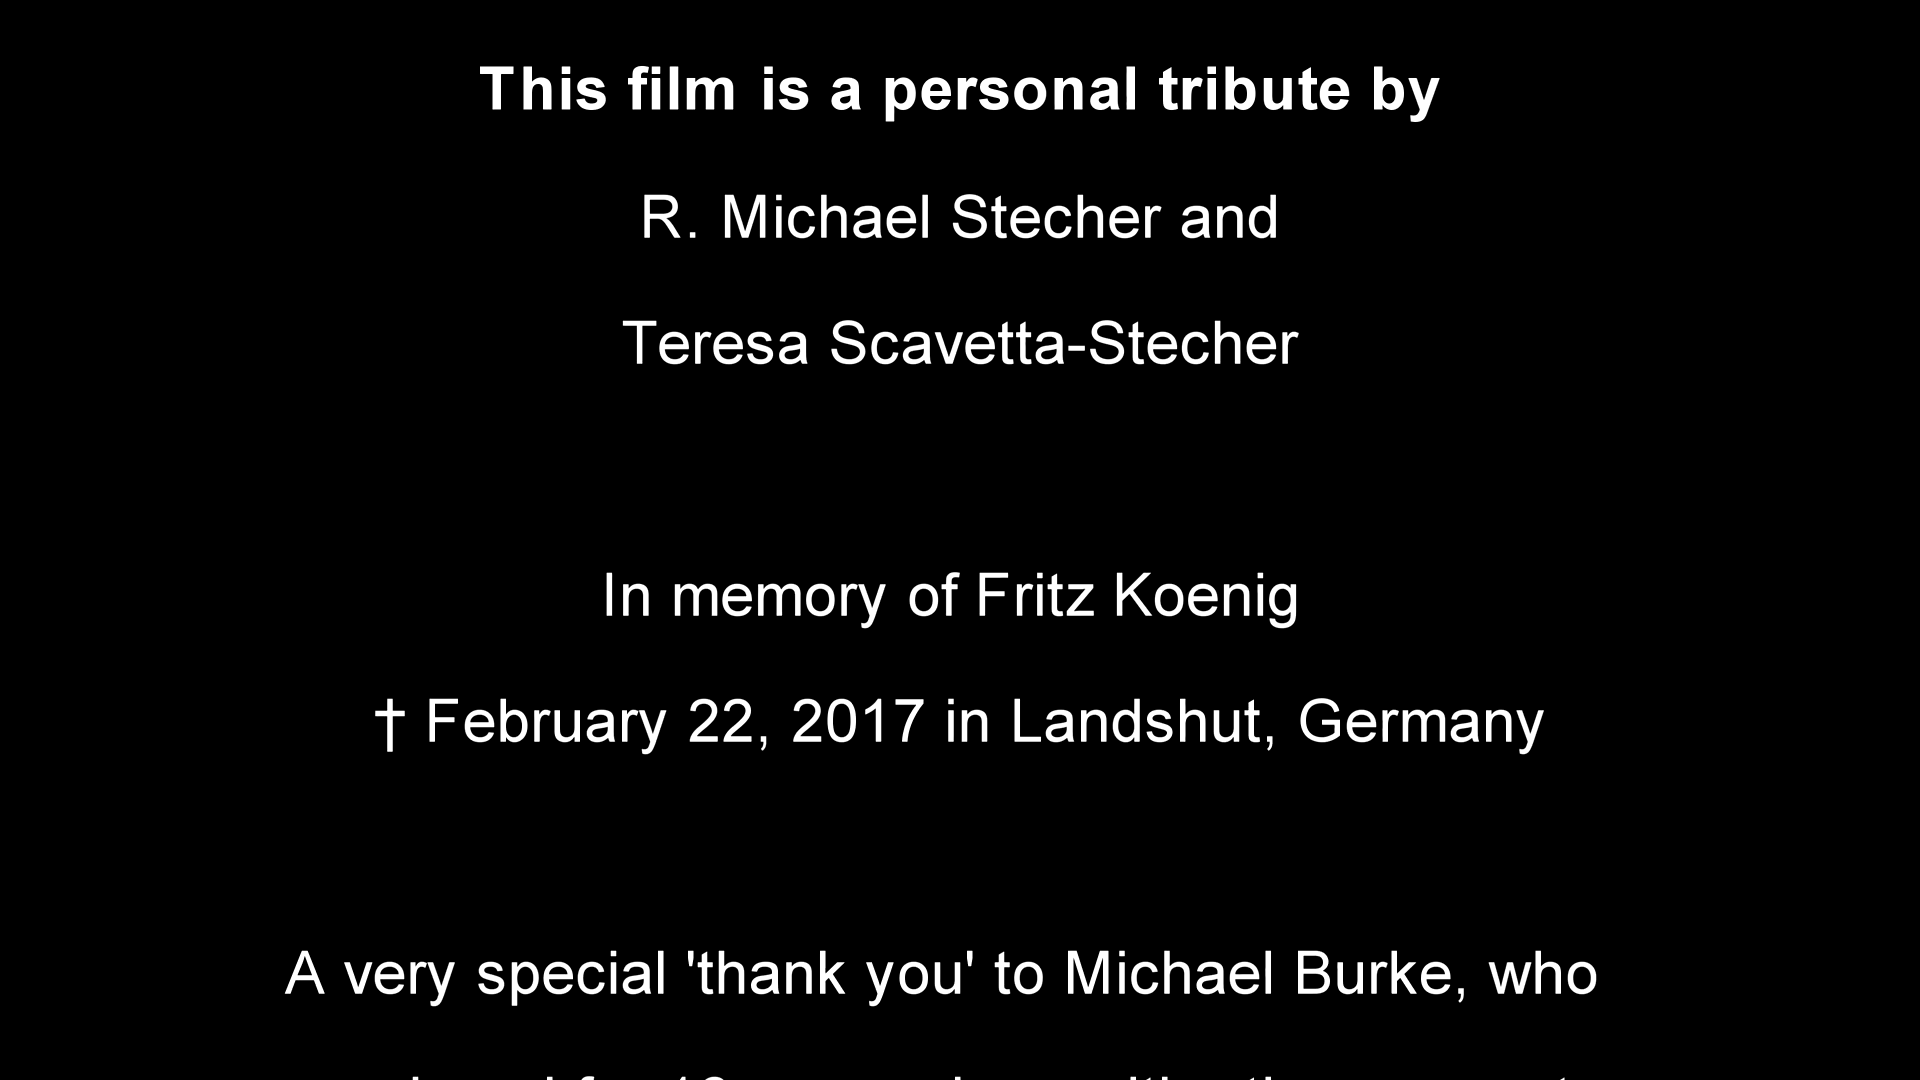 This film is a personal tribute by
R. Michael Stecher and
Teresa Scavetta-Stecher
In memory of Fritz Koenig
† February 22, 2017 in Landshut, Germany
A very special 'thank you' to Michael Burke, who